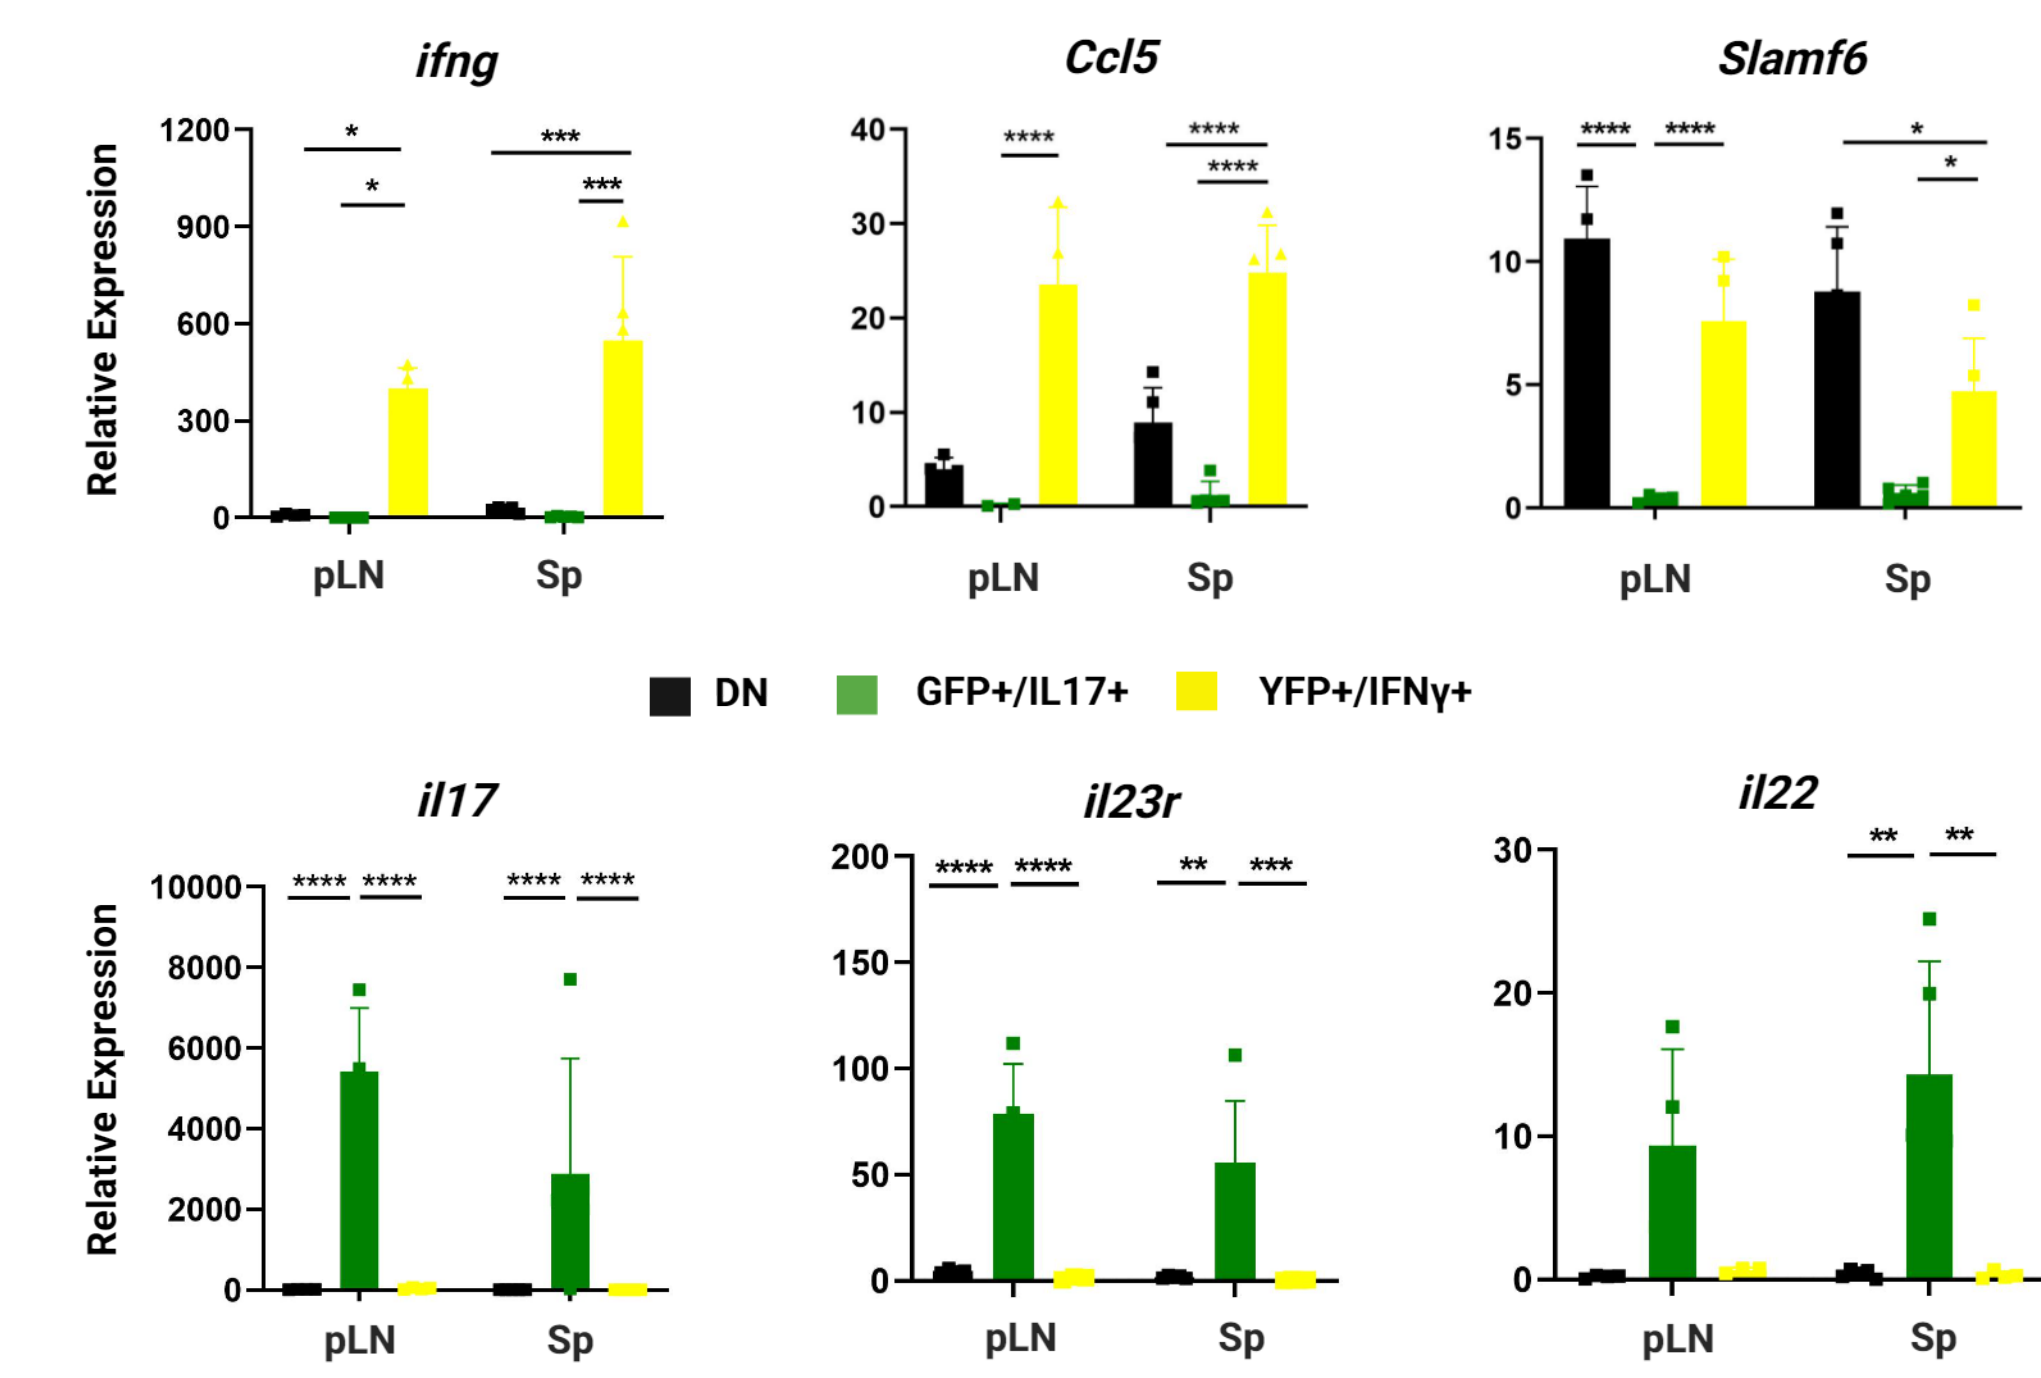 ifng
Relative Expression
1200
900
600
300
0
*
*
***
***
pLN
Sp
Ccl5
40
30
20
10
0
****
****
****
pLN
Sp
Slamf6
15
10
5
0
****
****
*
*
pLN
Sp
DN
GFP+/IL17+
YFP+/IFNγ+
il17
Relative Expression
10000
8000
6000
4000
2000
0
****
****
****
****
pLN
Sp
il23r
200
150
100
50
0
****
****
**
***
pLN
Sp
il22
30
20
10
0
**
**
pLN
Sp